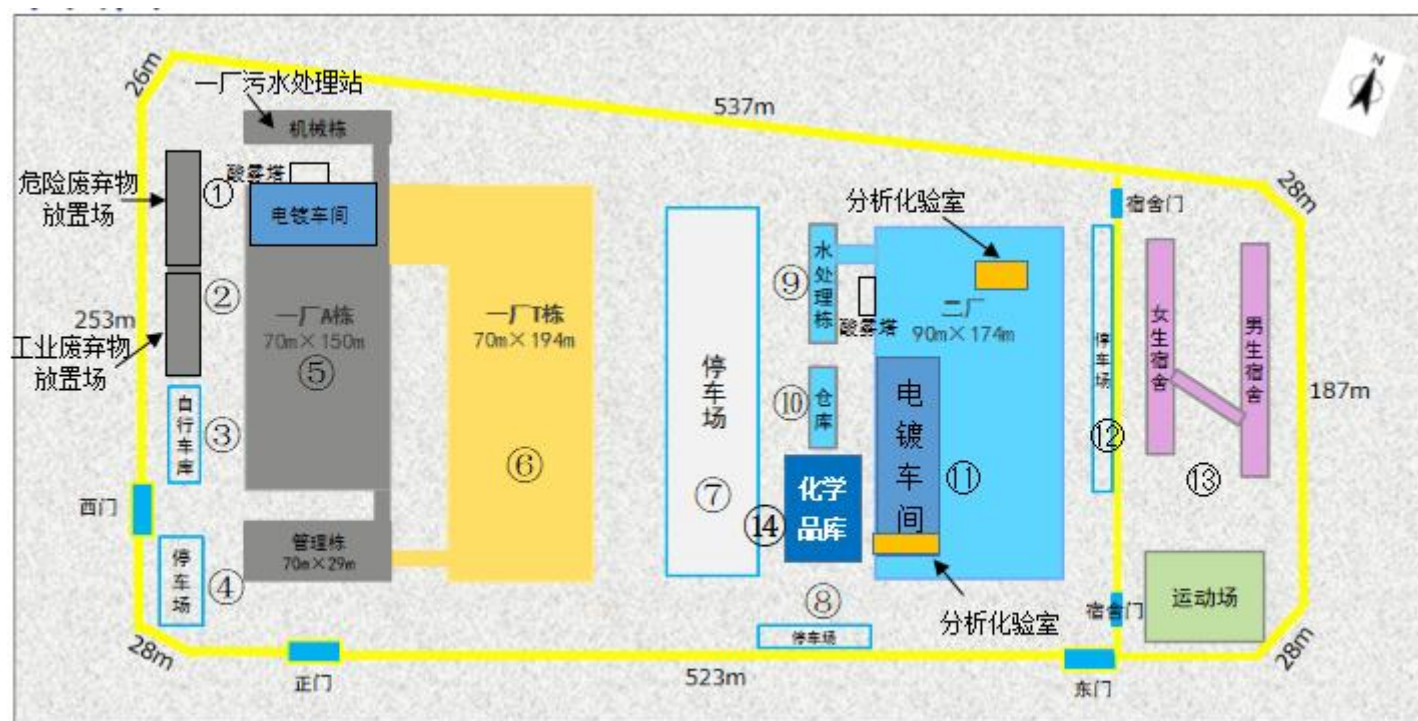 537m
26m
一厂污水处理站
机械栋
N
危险废弃物
放置场
①
酸雾塔
电镀车间
分析化验室
28m
宿舍门
水处理栋
⑨
253m
②
工业废弃物
放置场
一厂A栋
70m×150m
⑤
一厂T栋
70m×194m
酸雾塔
二厂
90m×174m
停车场
女生宿舍
男生宿舍
187m
停车场
⑦
自行车库
③
⑥
⑩
仓库
电镀车间
⑪
⑫
⑬
化学
品库
⑭
西门
停车场
④
管理栋
70m×29m
⑧
停车场
分析化验室
宿舍门
运动场
28m
正门
523m
东门
28m